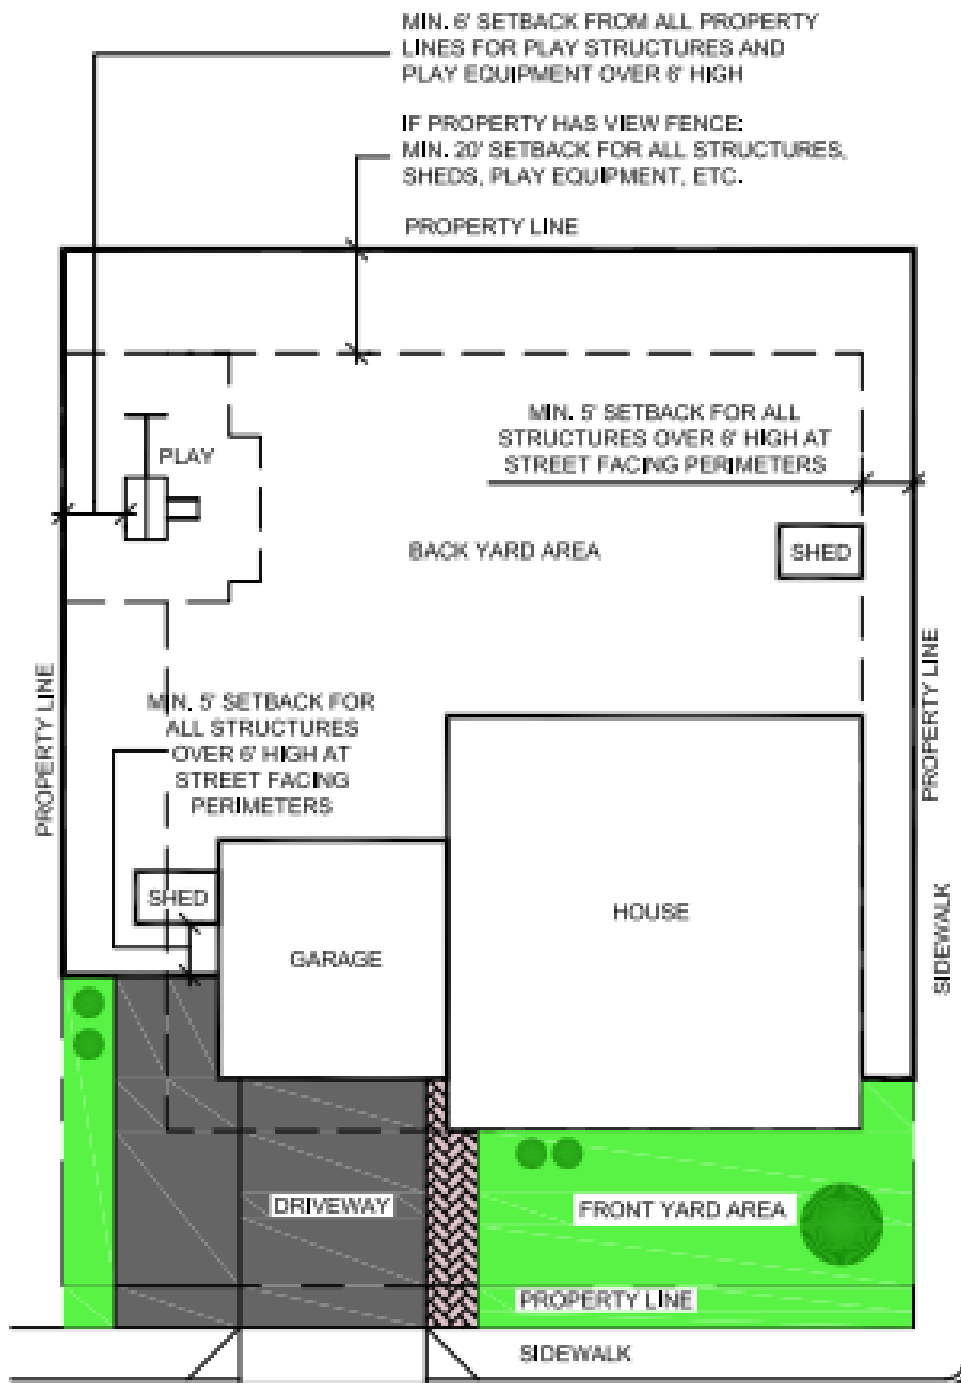 MIN. 6' SETBACK FROM ALL PROPERTY
LINES FOR PLAY STRUCTURES AND
PLAY EQUIPMENT OVER 6' HIGH
IF PROPERTY HAS VIEW FENCE:
MIN. 20' SETBACK FOR ALL STRUCTURES,
SHEDS, PLAY EQUIPMENT, ETC.
PROPERTY LINE
MIN. 5' SETBACK FOR ALL
STRUCTURES OVER 6' HIGH AT
STREET FACING PERIMETERS
PLAY
BACK YARD AREA
SHED
PROPERTY LINE
PROPERTY LINE
MIN. 5' SETBACK FOR
ALL STRUCTURES
OVER 6' HIGH AT
STREET FACING
PERIMETERS
SHED
HOUSE
GARAGE
SIDEWALK
DRIVEWAY
FRONT YARD AREA
PROPERTY LINE
SIDEWALK